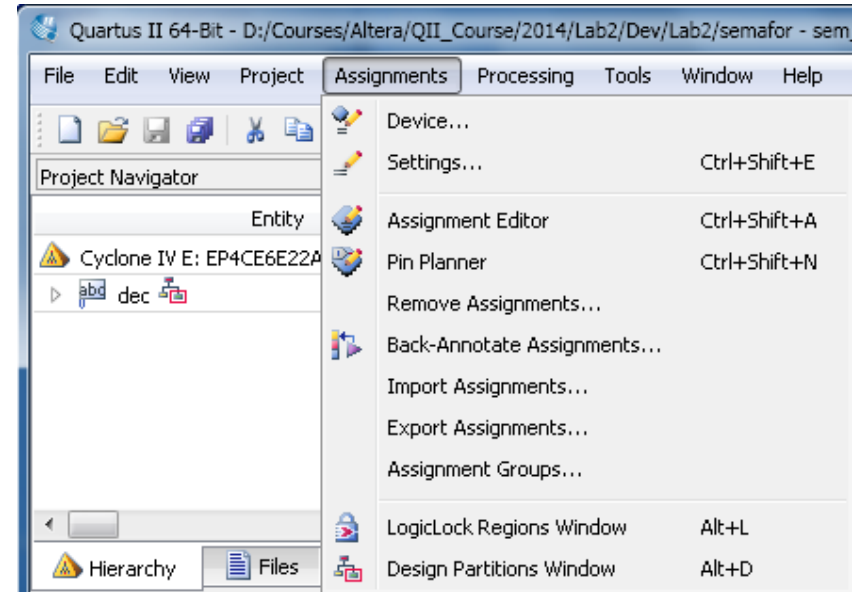 Quartus II 64-Bit - D:/Courses/Altera/QII_Course/2014/Lab2/Dev/Lab2/semafor - sem_
File Edit View Project Assignments Processing Tools Window Help
Device...
Settings... Ctrl+Shift+E
Project Navigator
Entity
Assignment Editor Ctrl+Shift+A
Cyclone IV E: EP4CE6E22A
Pin Planner Ctrl+Shift+N
abd dec
Remove Assignments...
Back-Annotate Assignments...
Import Assignments...
Export Assignments...
Assignment Groups...
LogicLock Regions Window Alt+L
Hierarchy Files
Design Partitions Window Alt+D